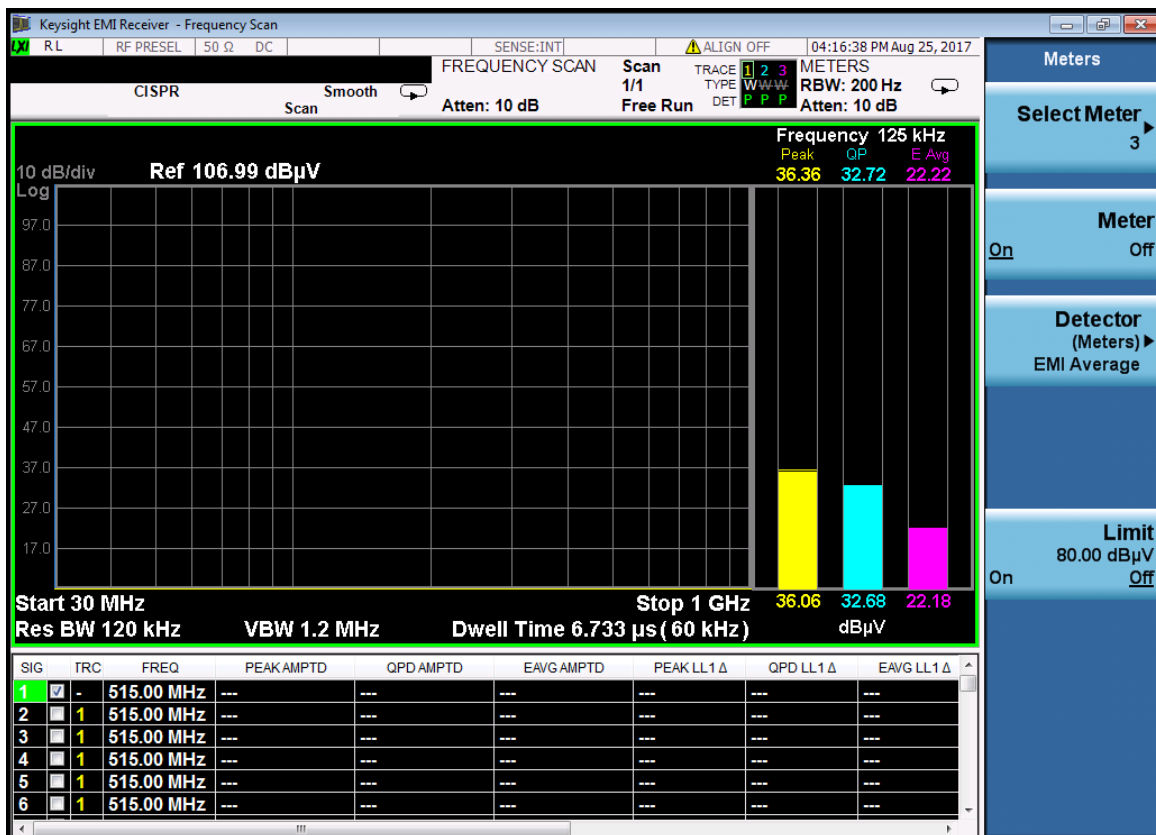 Keysight EMI Receiver - Frequency Scan
LXI RL RF PRESEL 50 Ω DC SENSE:INT ALIGN OFF 04:16:38 PM Aug 25, 2017
FREQUENCY SCAN Scan TRACE 1 2 3 METERS
CISPR Smooth 1/1 TYPE W W W RBW: 200 Hz
Scan Atten: 10 dB Free Run DET P P P Atten: 10 dB
Frequency 125 kHz
Peak QP E Avg
10 dB/div Ref 106.99 dBµV 36.36 32.72 22.22
Log
97.0
87.0
77.0
67.0
57.0
47.0
37.0
27.0
17.0
Start 30 MHz Stop 1 GHz 36.06 32.68 22.18
Res BW 120 kHz VBW 1.2 MHz Dwell Time 6.733 µs (60 kHz) dBµV
SIG TRC FREQ PEAK AMPTD QPD AMPTD EAVG AMPTD PEAK LL1 Δ QPD LL1 Δ EAVG LL1 Δ
1 - 515.00 MHz --- --- --- --- --- ---
2 1 515.00 MHz --- --- --- --- --- ---
3 1 515.00 MHz --- --- --- --- --- ---
4 1 515.00 MHz --- --- --- --- --- ---
5 1 515.00 MHz --- --- --- --- --- ---
6 1 515.00 MHz --- --- --- --- --- ---
Meters
Select Meter
3
Meter
On Off
Detector
(Meters)
EMI Average
Limit
80.00 dBµV
On Off